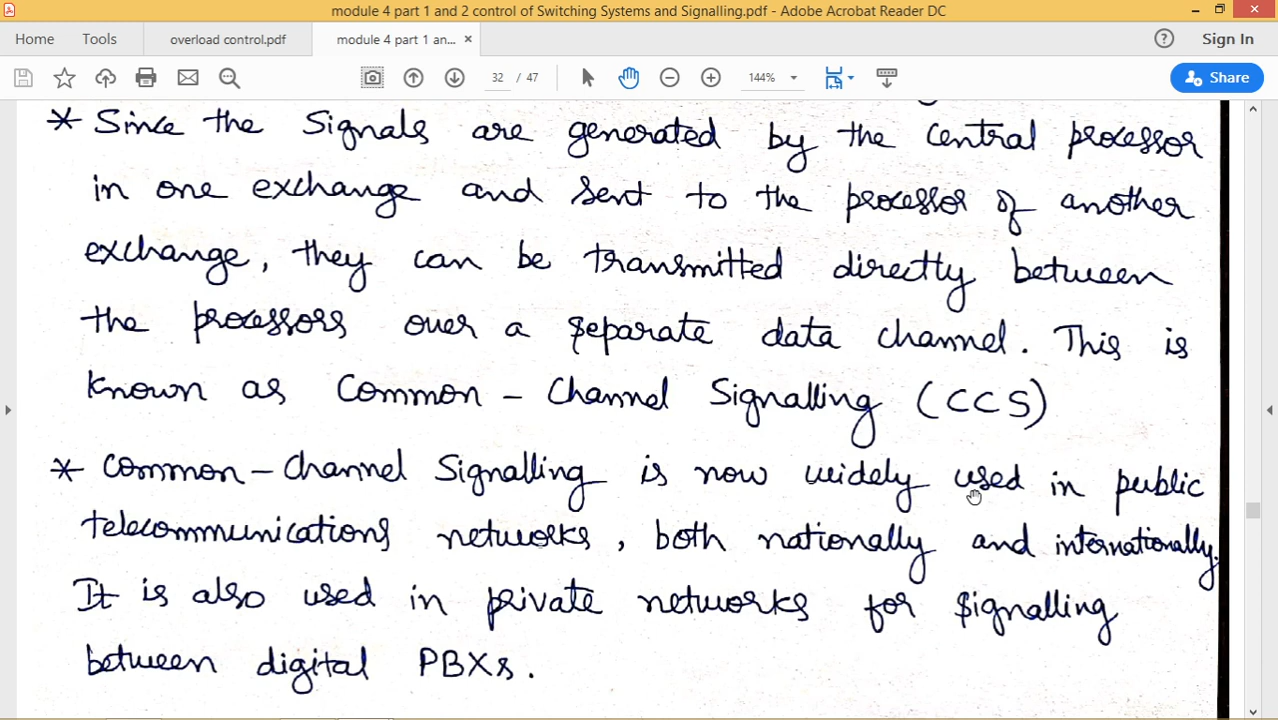 module 4 part 1 and 2 control of Switching Systems and Signalling.pdf - Adobe Acrobat Reader DC
Home Tools overload control.pdf module 4 part 1 an... × Sign In
32 / 47 144% Share
* Since the Signals are generated by the central processor
in one exchange and sent to the processor of another
exchange, they can be transmitted directly between
the processors over a separate data channel. This is
known as Common - Channel Signalling (CCS)
* Common - Channel Signalling is now widely used in public
telecommunications networks, both nationally and internationally.
It is also used in private networks for signalling
between digital PBXs.